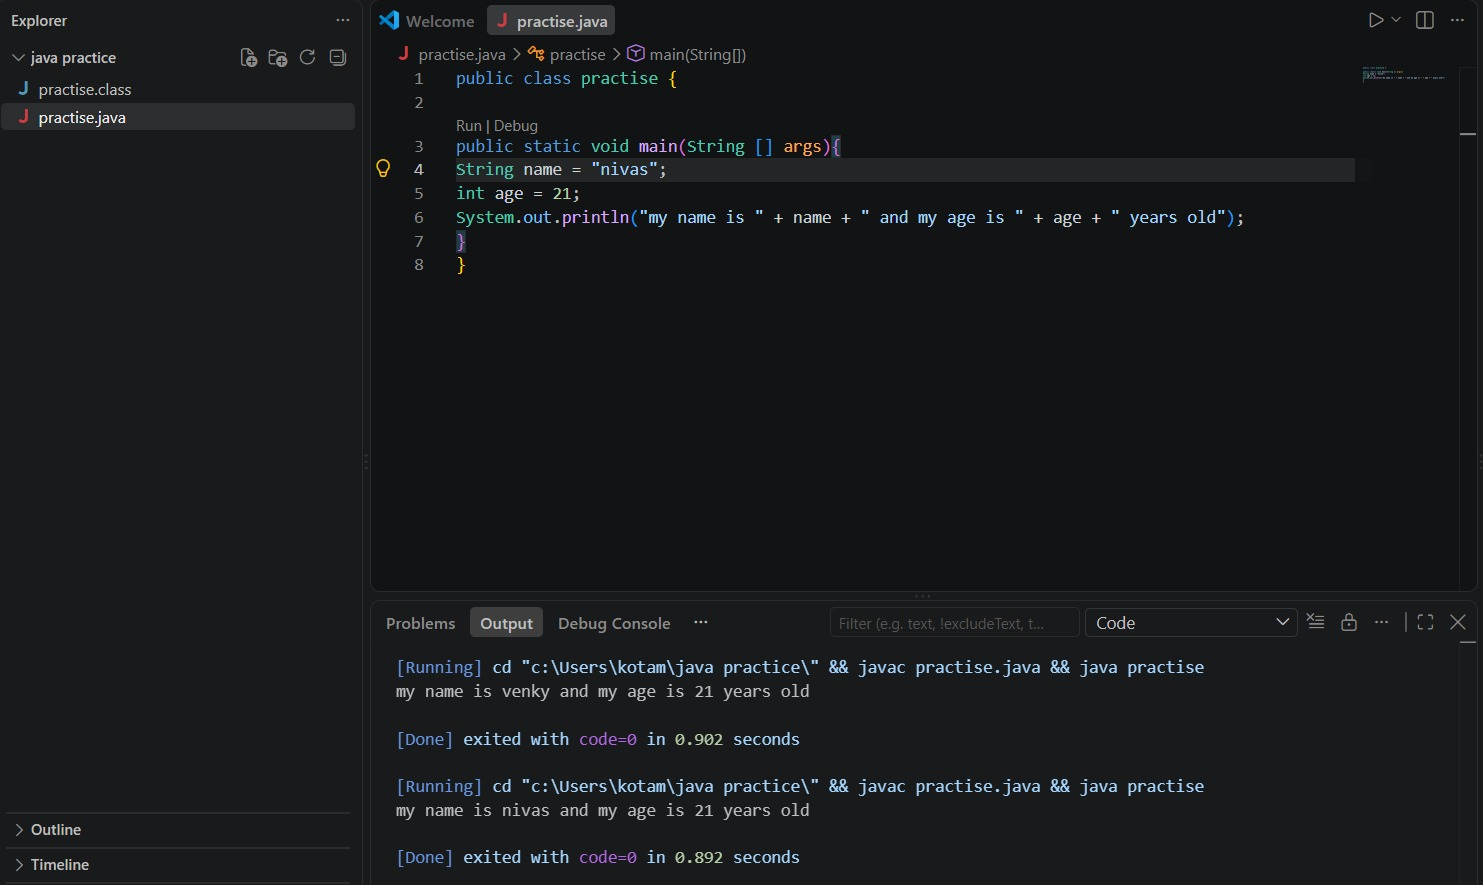 Explorer
java practice
practise.class
practise.java
Outline
Timeline
Welcome
practise.java
practise.java > practise > main(String[])
1 public class practise {
2
Run | Debug
3 public static void main(String [] args){
4 String name = "nivas";
5 int age = 21;
6 System.out.println("my name is " + name + " and my age is " + age + " years old");
7 }
8 }
Problems Output Debug Console ··· Filter (e.g. text, !excludeText, t... Code
[Running] cd "c:\Users\kotam\java practice\" && javac practise.java && java practise
my name is venky and my age is 21 years old
[Done] exited with code=0 in 0.902 seconds
[Running] cd "c:\Users\kotam\java practice\" && javac practise.java && java practise
my name is nivas and my age is 21 years old
[Done] exited with code=0 in 0.892 seconds